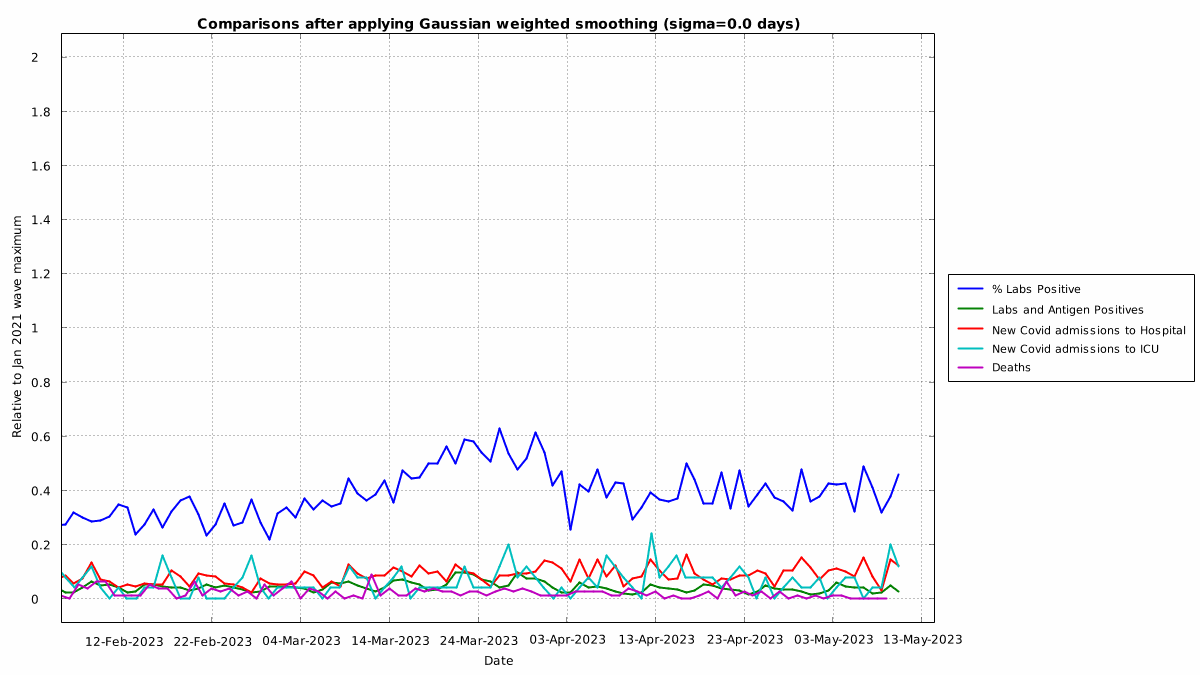 Comparisons after applying Gaussian weighted smoothing (sigma=0.0 days)
Relative to Jan 2021 wave maximum
2
1.8
1.6
1.4
1.2
1
0.8
0.6
0.4
0.2
0
12-Feb-2023 22-Feb-2023 04-Mar-2023 14-Mar-2023 24-Mar-2023 03-Apr-2023 13-Apr-2023 23-Apr-2023 03-May-2023 13-May-2023
Date
% Labs Positive
Labs and Antigen Positives
New Covid admissions to Hospital
New Covid admissions to ICU
Deaths